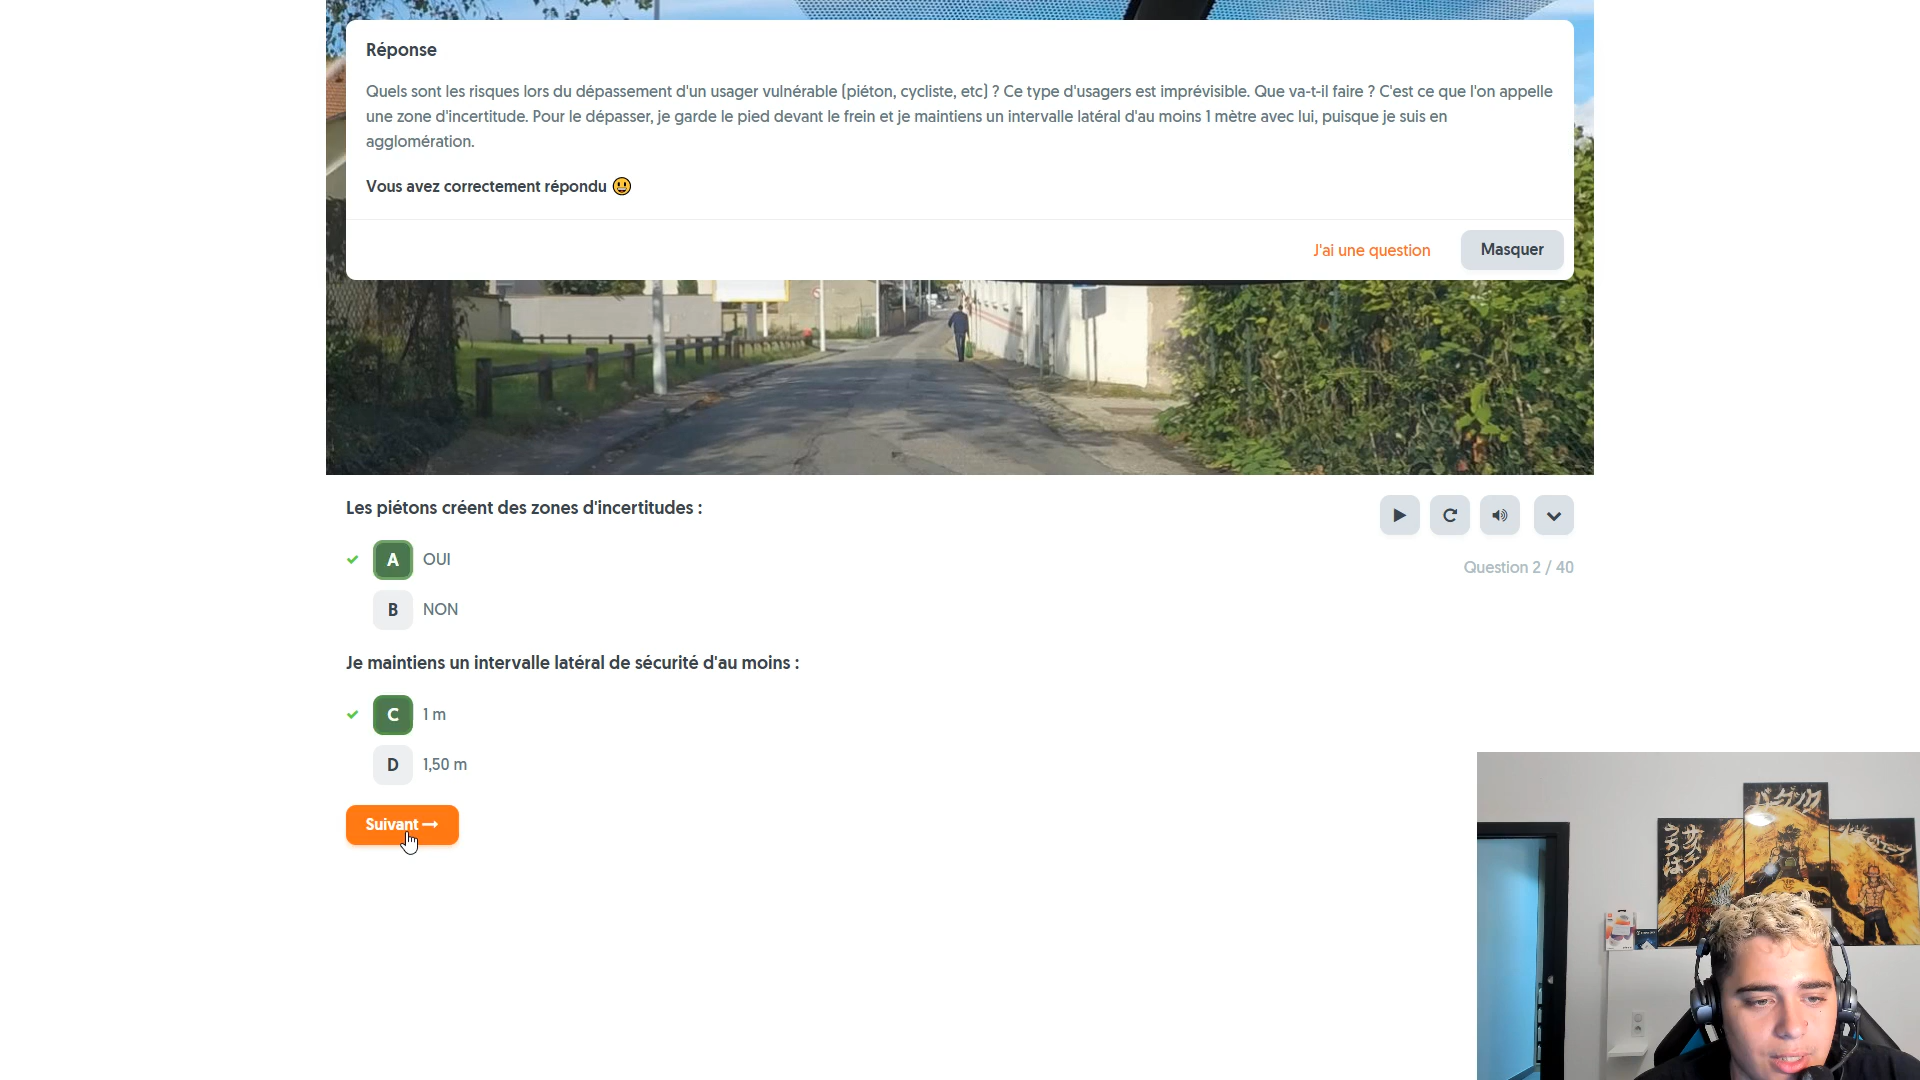 Réponse
Quels sont les risques lors du dépassement d'un usager vulnérable (piéton, cycliste, etc) ? Ce type d'usagers est imprévisible. Que va-t-il faire ? C'est ce que l'on appelle
une zone d'incertitude. Pour le dépasser, je garde le pied devant le frein et je maintiens un intervalle latéral d'au moins 1 mètre avec lui, puisque je suis en
agglomération.
Vous avez correctement répondu 😃
J'ai une question
Masquer
Les piétons créent des zones d'incertitudes :
A OUI
B NON
Question 2 / 40
Je maintiens un intervalle latéral de sécurité d'au moins :
C 1 m
D 1,50 m
Suivant →